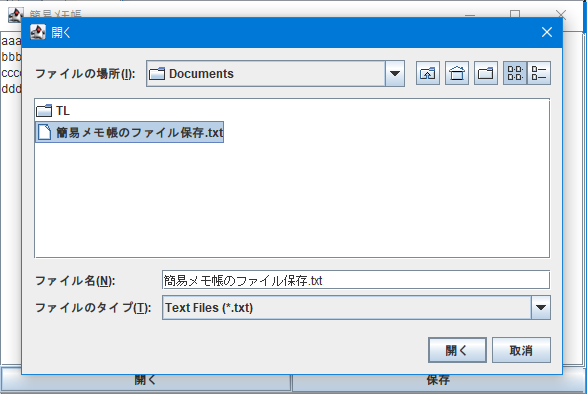 簡易メモ帳
開く
aaa
bbb
ccc
ddd
ファイルの場所(I): Documents
TL
簡易メモ帳のファイル保存.txt
ファイル名(N): 簡易メモ帳のファイル保存.txt
ファイルのタイプ(T): Text Files (*.txt)
開く 取消
開く 保存